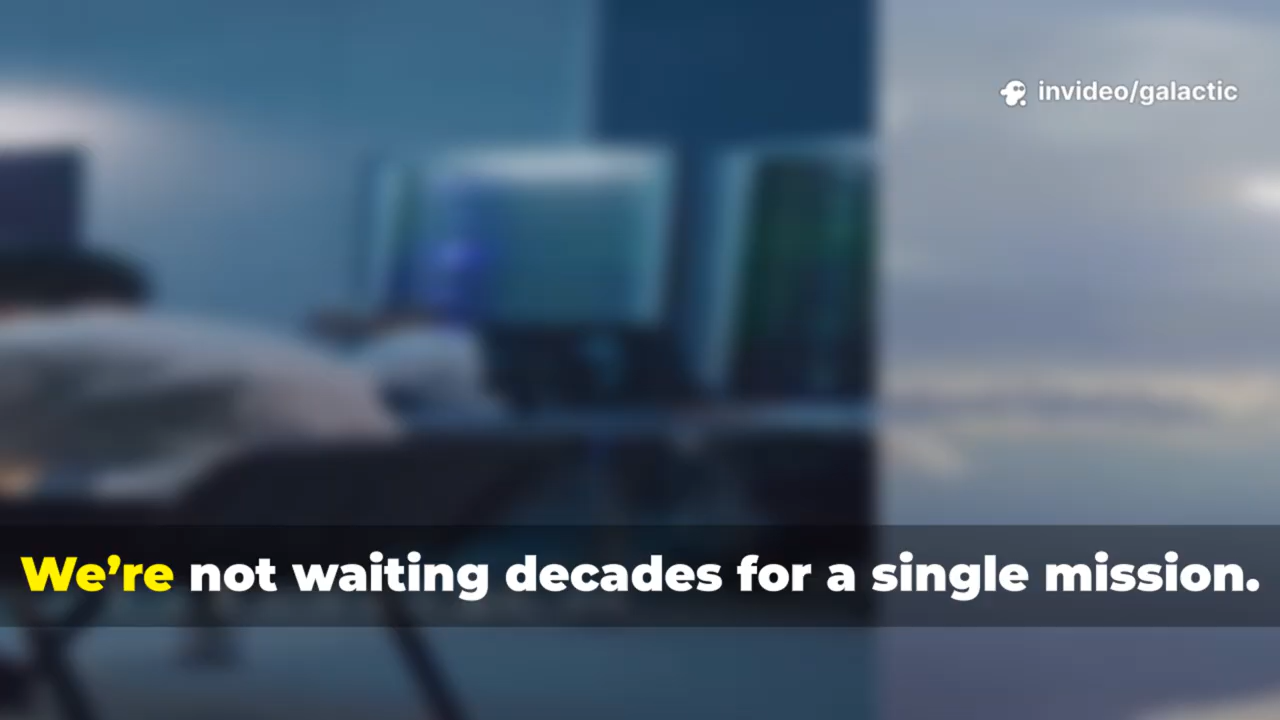 invideo/galactic
We’re not waiting decades for a single mission.